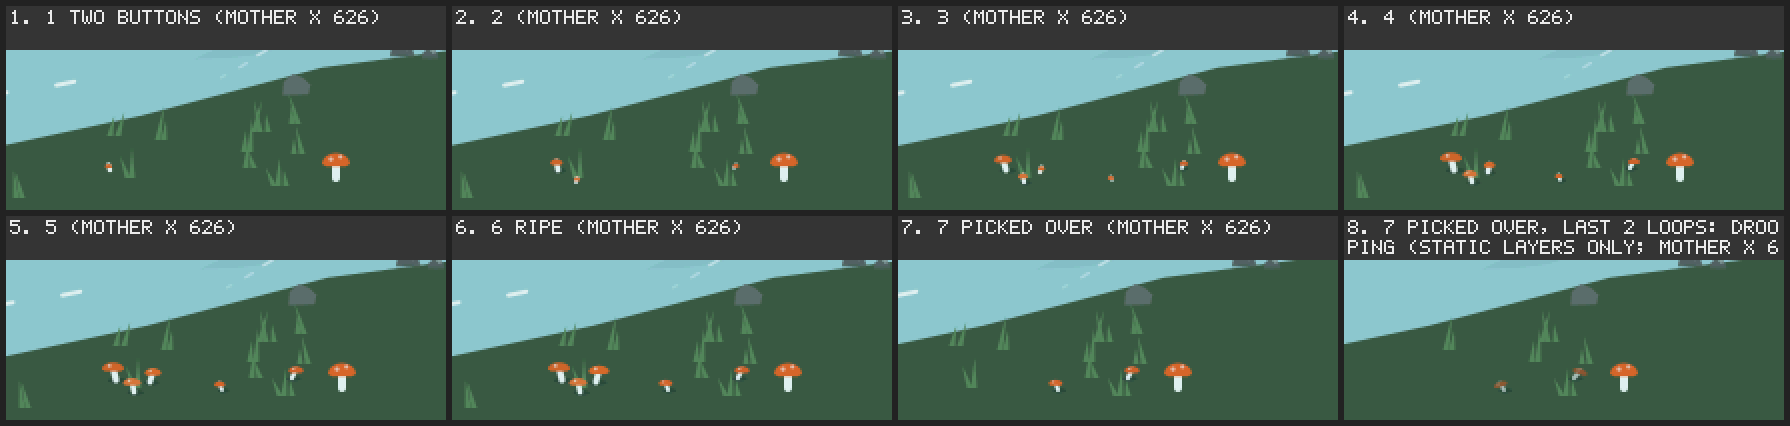 1. 1 TWO BUTTONS (MOTHER X 626)
2. 2 (MOTHER X 626)
3. 3 (MOTHER X 626)
4. 4 (MOTHER X 626)
5. 5 (MOTHER X 626)
6. 6 RIPE (MOTHER X 626)
7. 7 PICKED OVER (MOTHER X 626)
8. 7 PICKED OVER, LAST 2 LOOPS: DROO
PING (STATIC LAYERS ONLY; MOTHER X 6